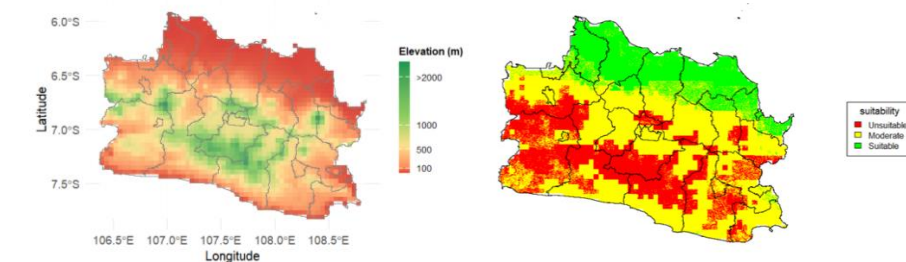 6.0°S
6.5°S
7.0°S
7.5°S
Latitude
106.5°E 107.0°E 107.5°E 108.0°E 108.5°E
Longitude
Elevation (m)
>2000
1000
500
100
suitability
Unsuitable
Moderate
Suitable